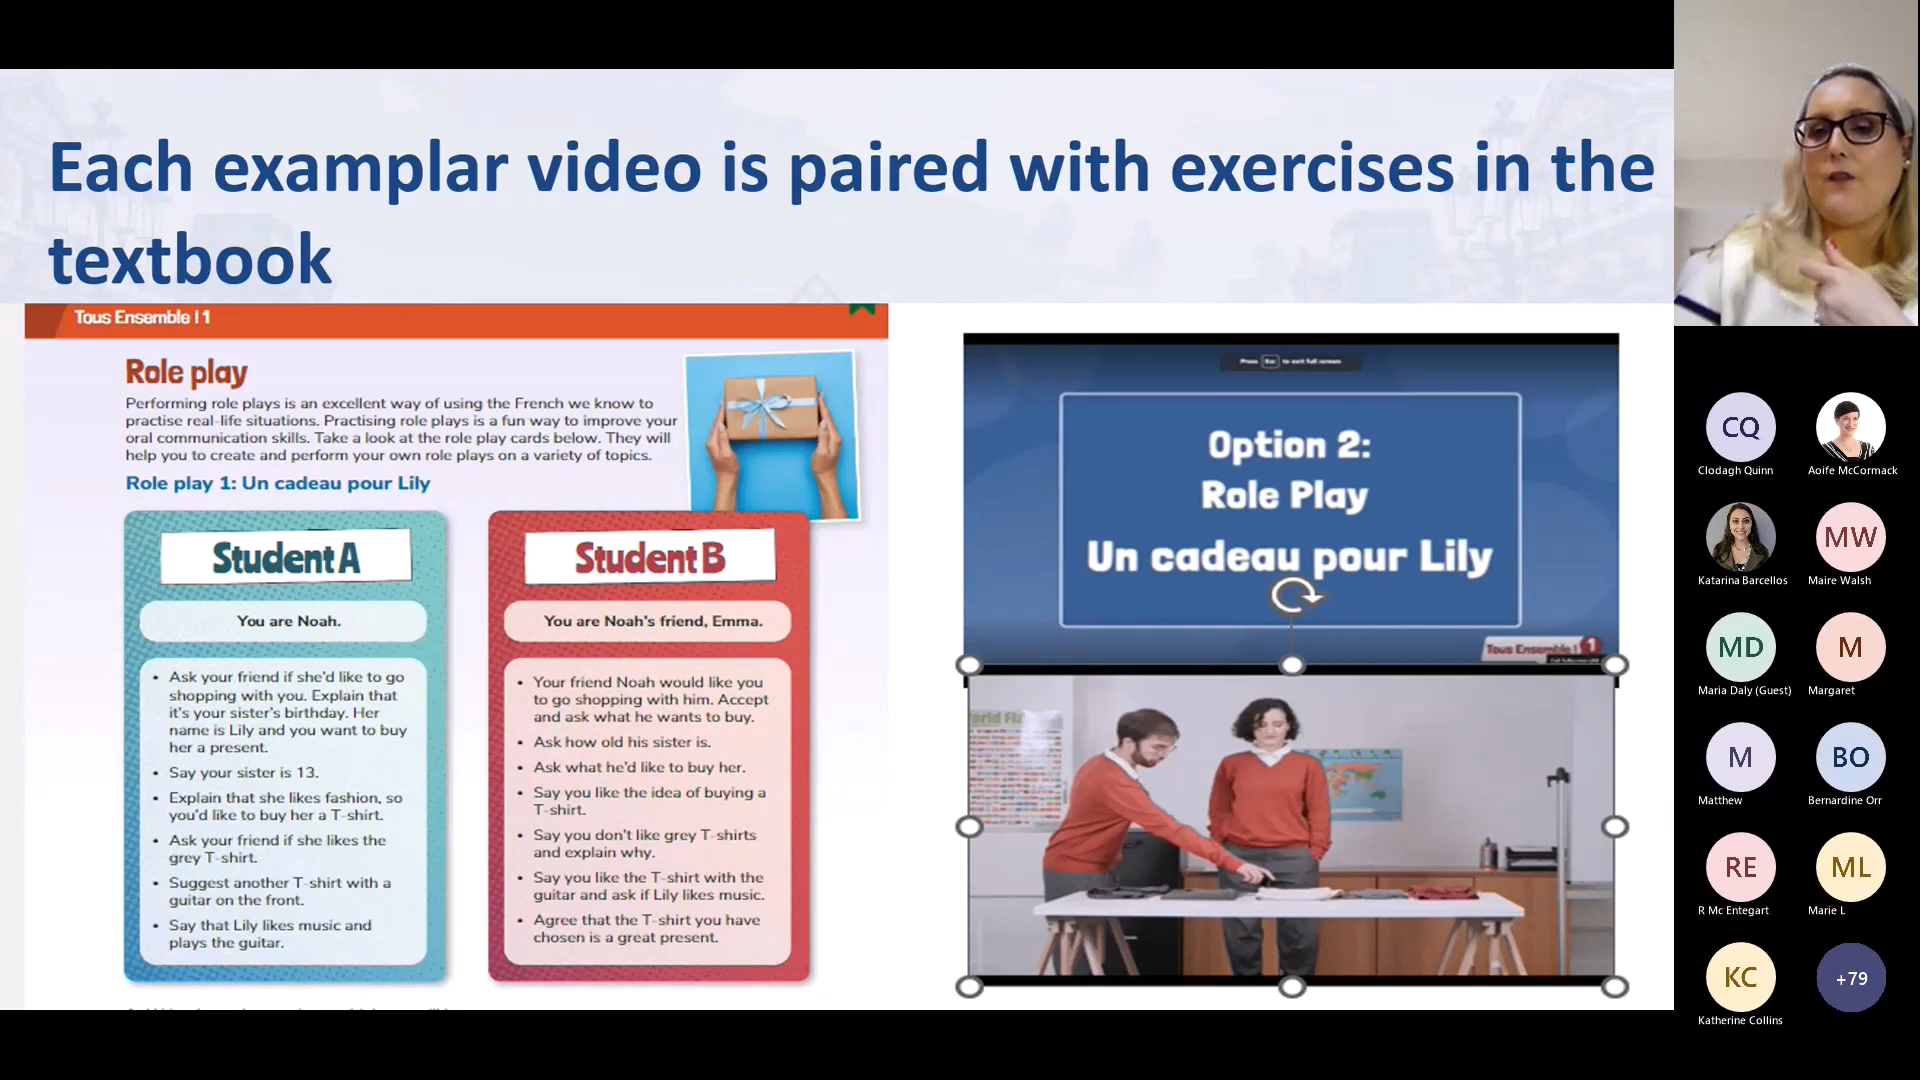 Each examplar video is paired with exercises in the
textbook
Tous Ensemble ! 1
Role play
Performing role plays is an excellent way of using the French we know to
practise real-life situations. Practising role plays is a fun way to improve your
oral communication skills. Take a look at the role play cards below. They will
help you to create and perform your own role plays on a variety of topics.
Role play 1: Un cadeau pour Lily
Student A
You are Noah.
• Ask your friend if she'd like to go
shopping with you. Explain that
it's your sister's birthday. Her
name is Lily and you want to buy
her a present.
• Say your sister is 13.
• Explain that she likes fashion, so
you'd like to buy her a T-shirt.
• Ask your friend if she likes the
grey T-shirt.
• Suggest another T-shirt with a
guitar on the front.
• Say that Lily likes music and
plays the guitar.
Student B
You are Noah's friend, Emma.
• Your friend Noah would like you
to go shopping with him. Accept
and ask what he wants to buy.
• Ask how old his sister is.
• Ask what he'd like to buy her.
• Say you like the idea of buying a
T-shirt.
• Say you don't like grey T-shirts
and explain why.
• Say you like the T-shirt with the
guitar and ask if Lily likes music.
• Agree that the T-shirt you have
chosen is a great present.
Press Esc to exit full screen
Option 2:
Role Play
Un cadeau pour Lily
Tous Ensemble ! 1
World Fl
CQ
Clodagh Quinn
Aoife McCormack
Katarina Barcellos
MW
Maire Walsh
MD
Maria Daly (Guest)
M
Margaret
M
Matthew
BO
Bernardine Orr
RE
R Mc Entegart
ML
Marie L
KC
Katherine Collins
+79